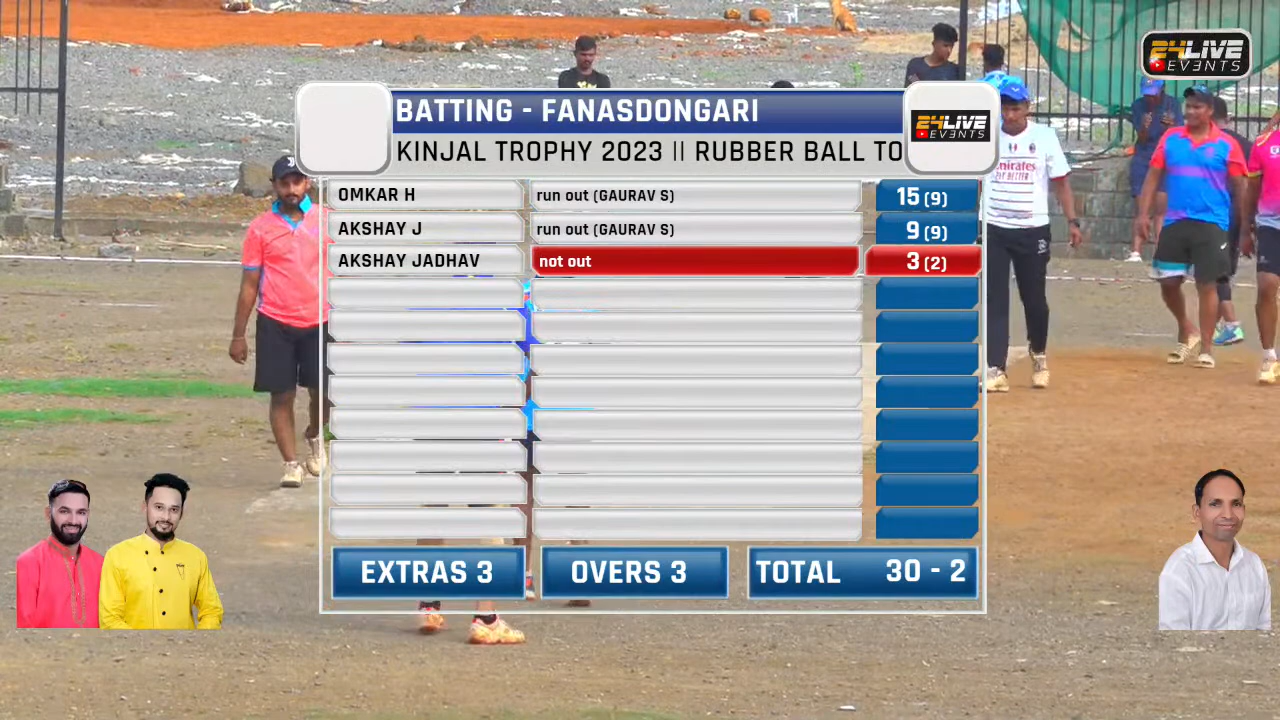 24LIVE
EVENTS
BATTING - FANASDONGARI
24LIVE
EVENTS
KINJAL TROPHY 2023 || RUBBER BALL TO
OMKAR H run out (GAURAV S) 15 (9)
AKSHAY J run out (GAURAV S) 9 (9)
AKSHAY JADHAV not out 3 (2)
EXTRAS 3 OVERS 3 TOTAL 30 - 2